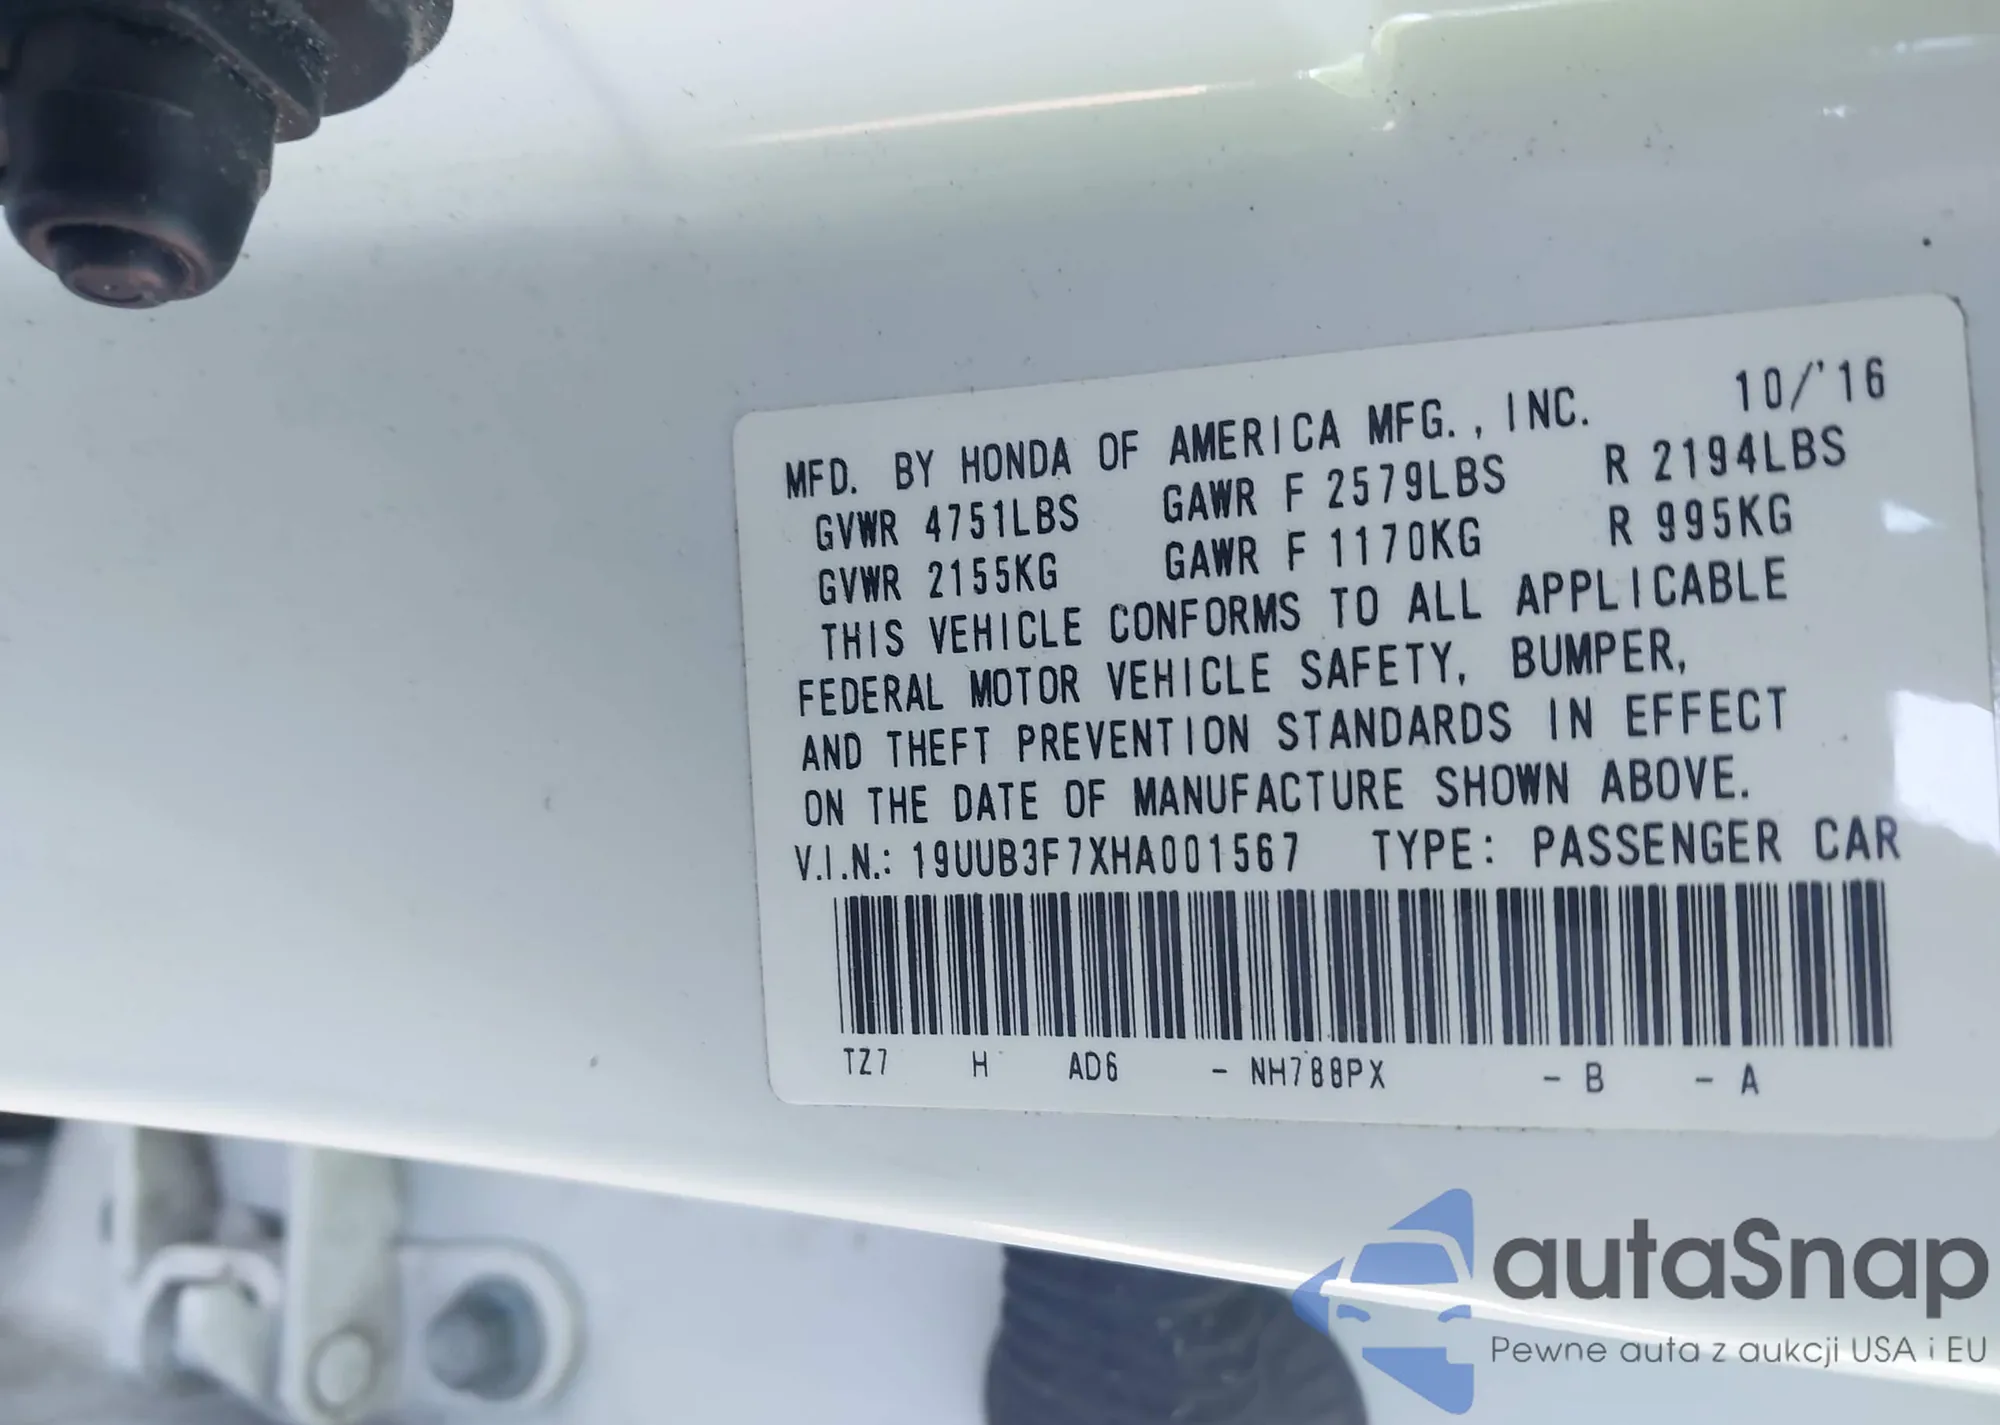 MFD. BY HONDA OF AMERICA MFG., INC. 10/'16
GVWR 4751LBS GAWR F 2579LBS R 2194LBS
GVWR 2155KG GAWR F 1170KG R 995KG
THIS VEHICLE CONFORMS TO ALL APPLICABLE
FEDERAL MOTOR VEHICLE SAFETY, BUMPER,
AND THEFT PREVENTION STANDARDS IN EFFECT
ON THE DATE OF MANUFACTURE SHOWN ABOVE.
V.I.N.: 19UUB3F7XHA001567 TYPE: PASSENGER CAR
TZ7 H AD6 - NH788PX - B - A
autaSnap
Pewne auta z aukcji USA i EU